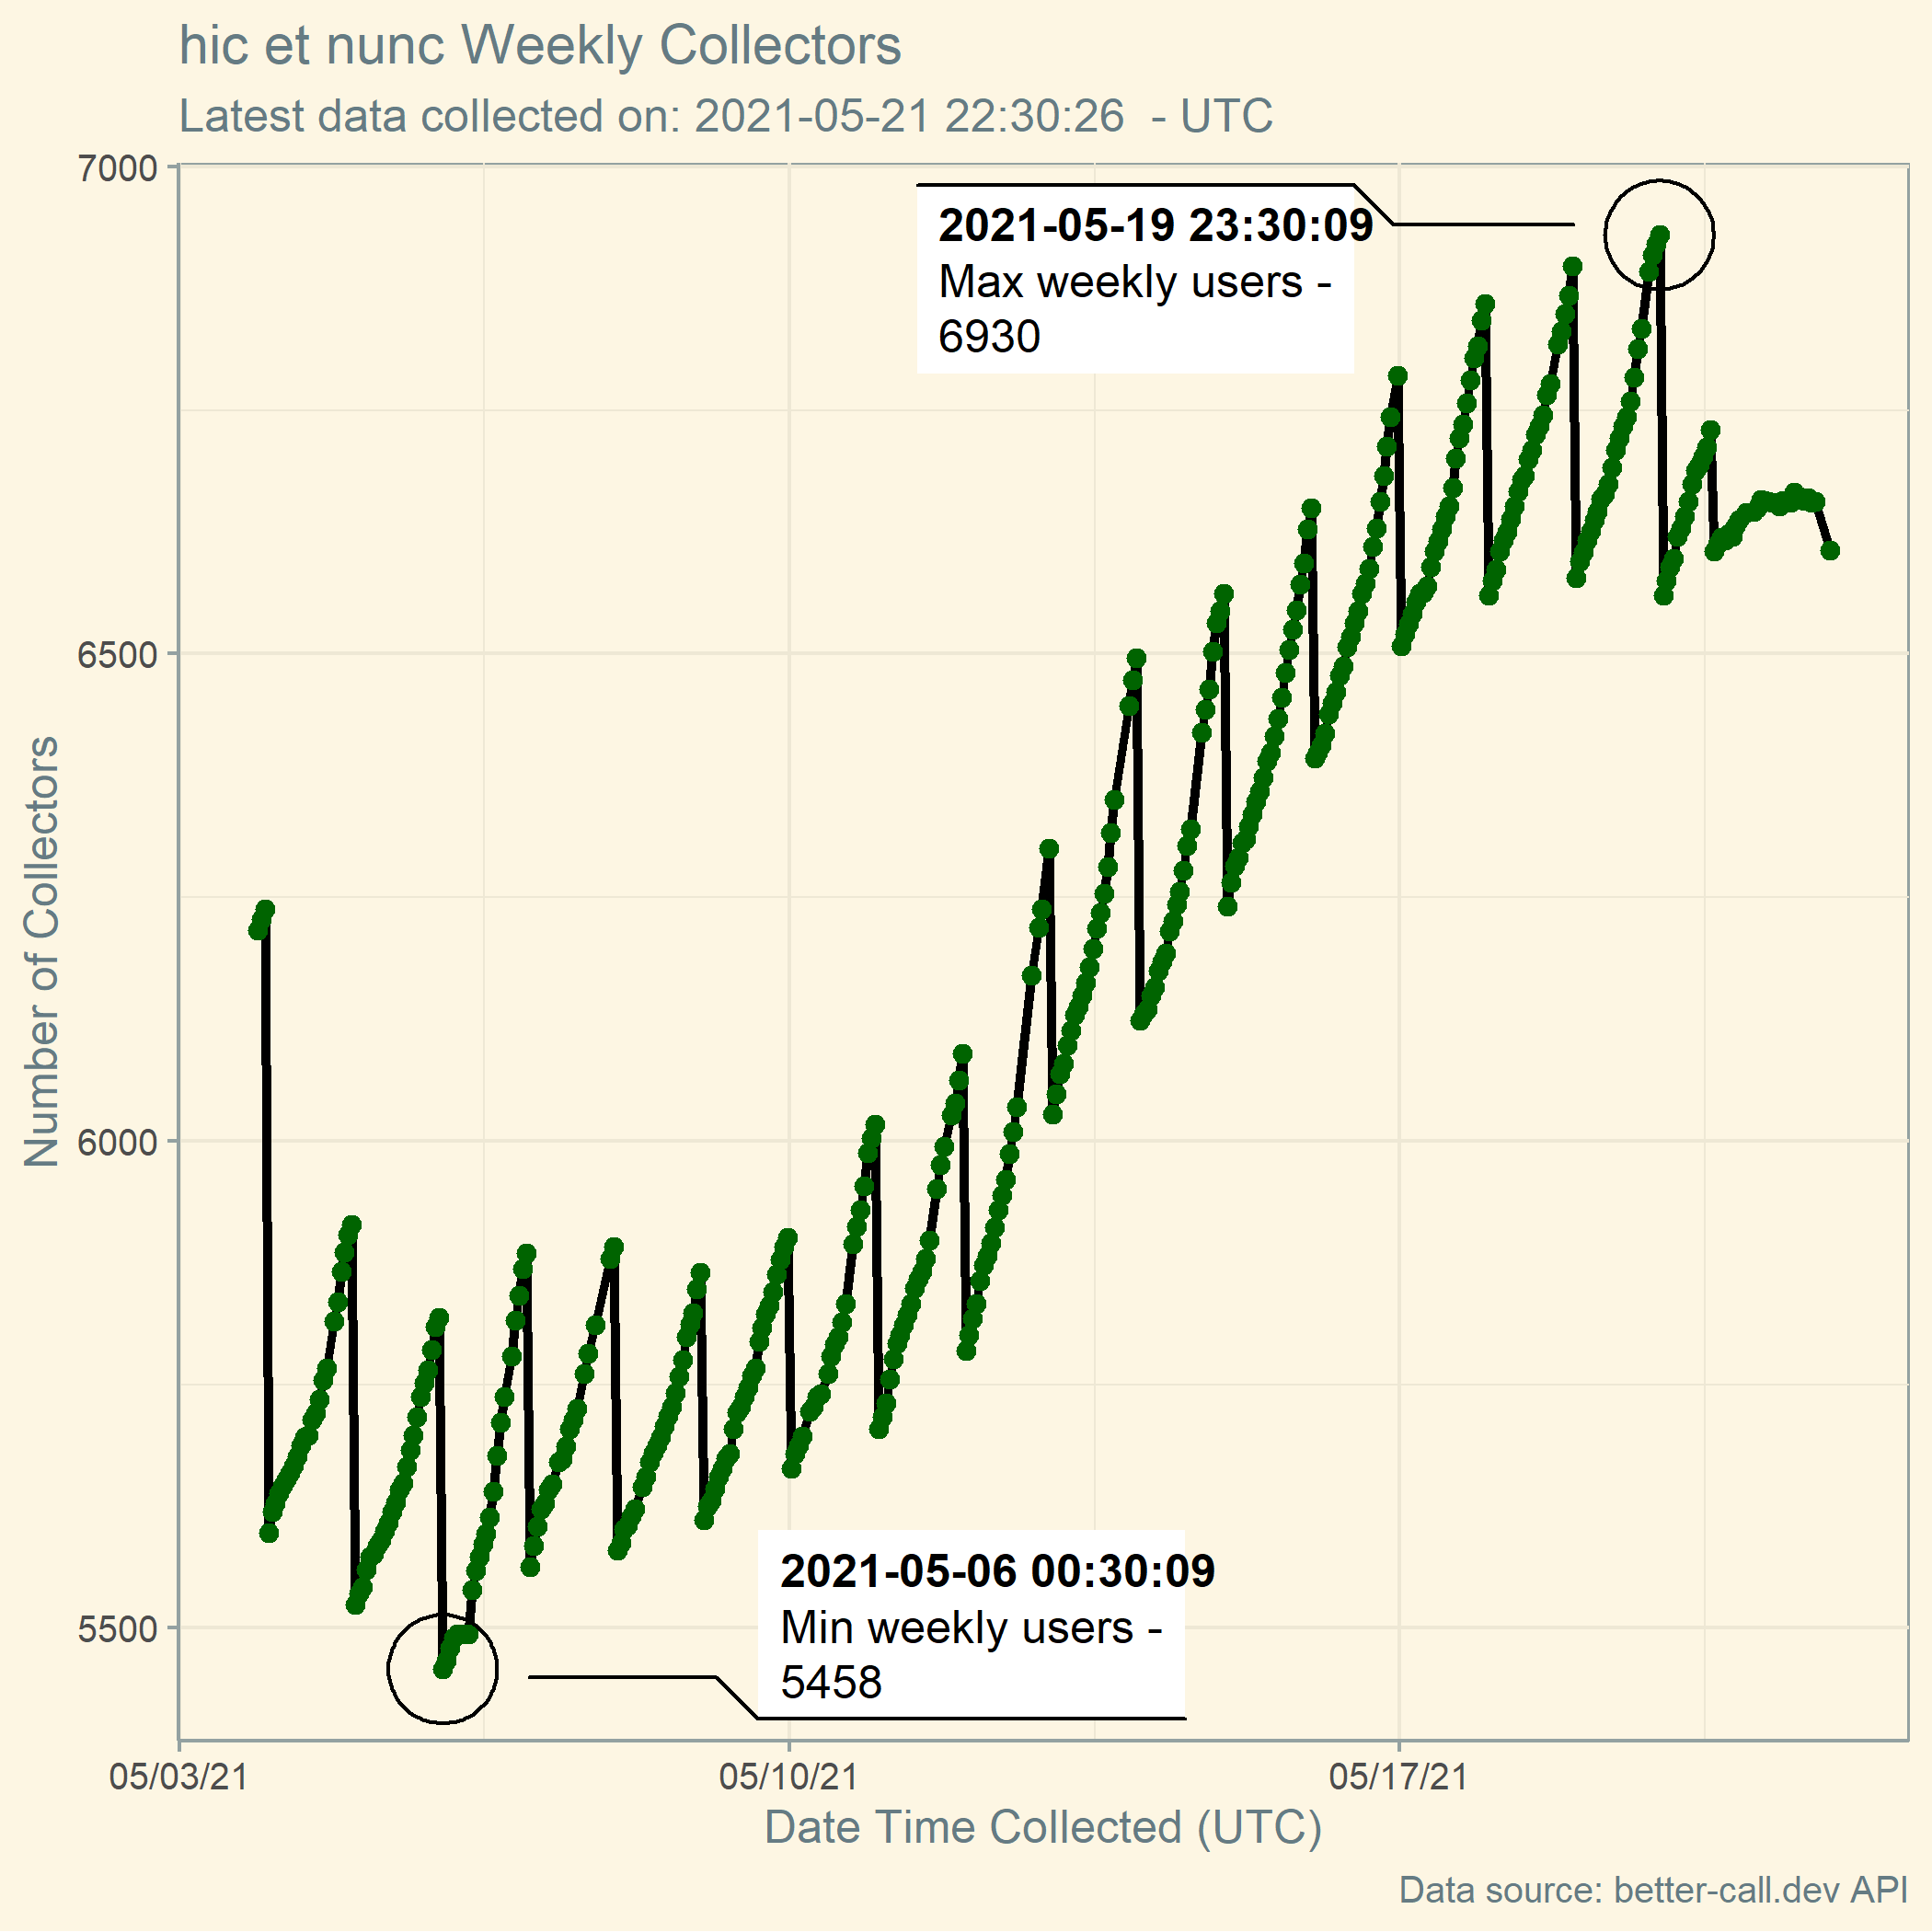 hic et nunc Weekly Collectors
Latest data collected on: 2021-05-21 22:30:26 - UTC
7000
6500
6000
5500
Number of Collectors
2021-05-19 23:30:09
Max weekly users -
6930
2021-05-06 00:30:09
Min weekly users -
5458
05/03/21
05/10/21
05/17/21
Date Time Collected (UTC)
Data source: better-call.dev API